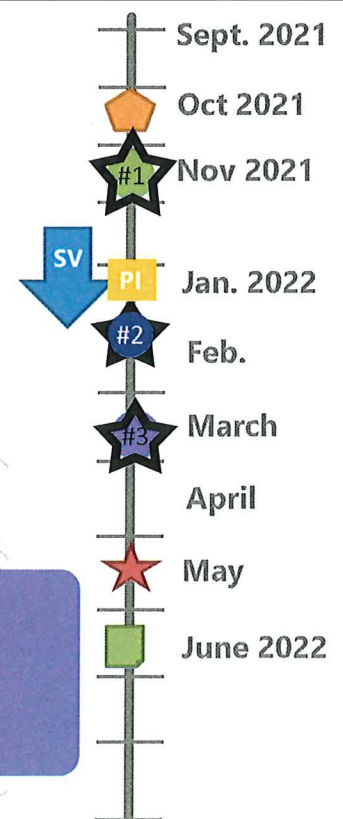 Sept. 2021
Oct 2021
#1
Nov 2021
SV
PI
Jan. 2022
#2
Feb.
#3
March
April
May
June 2022